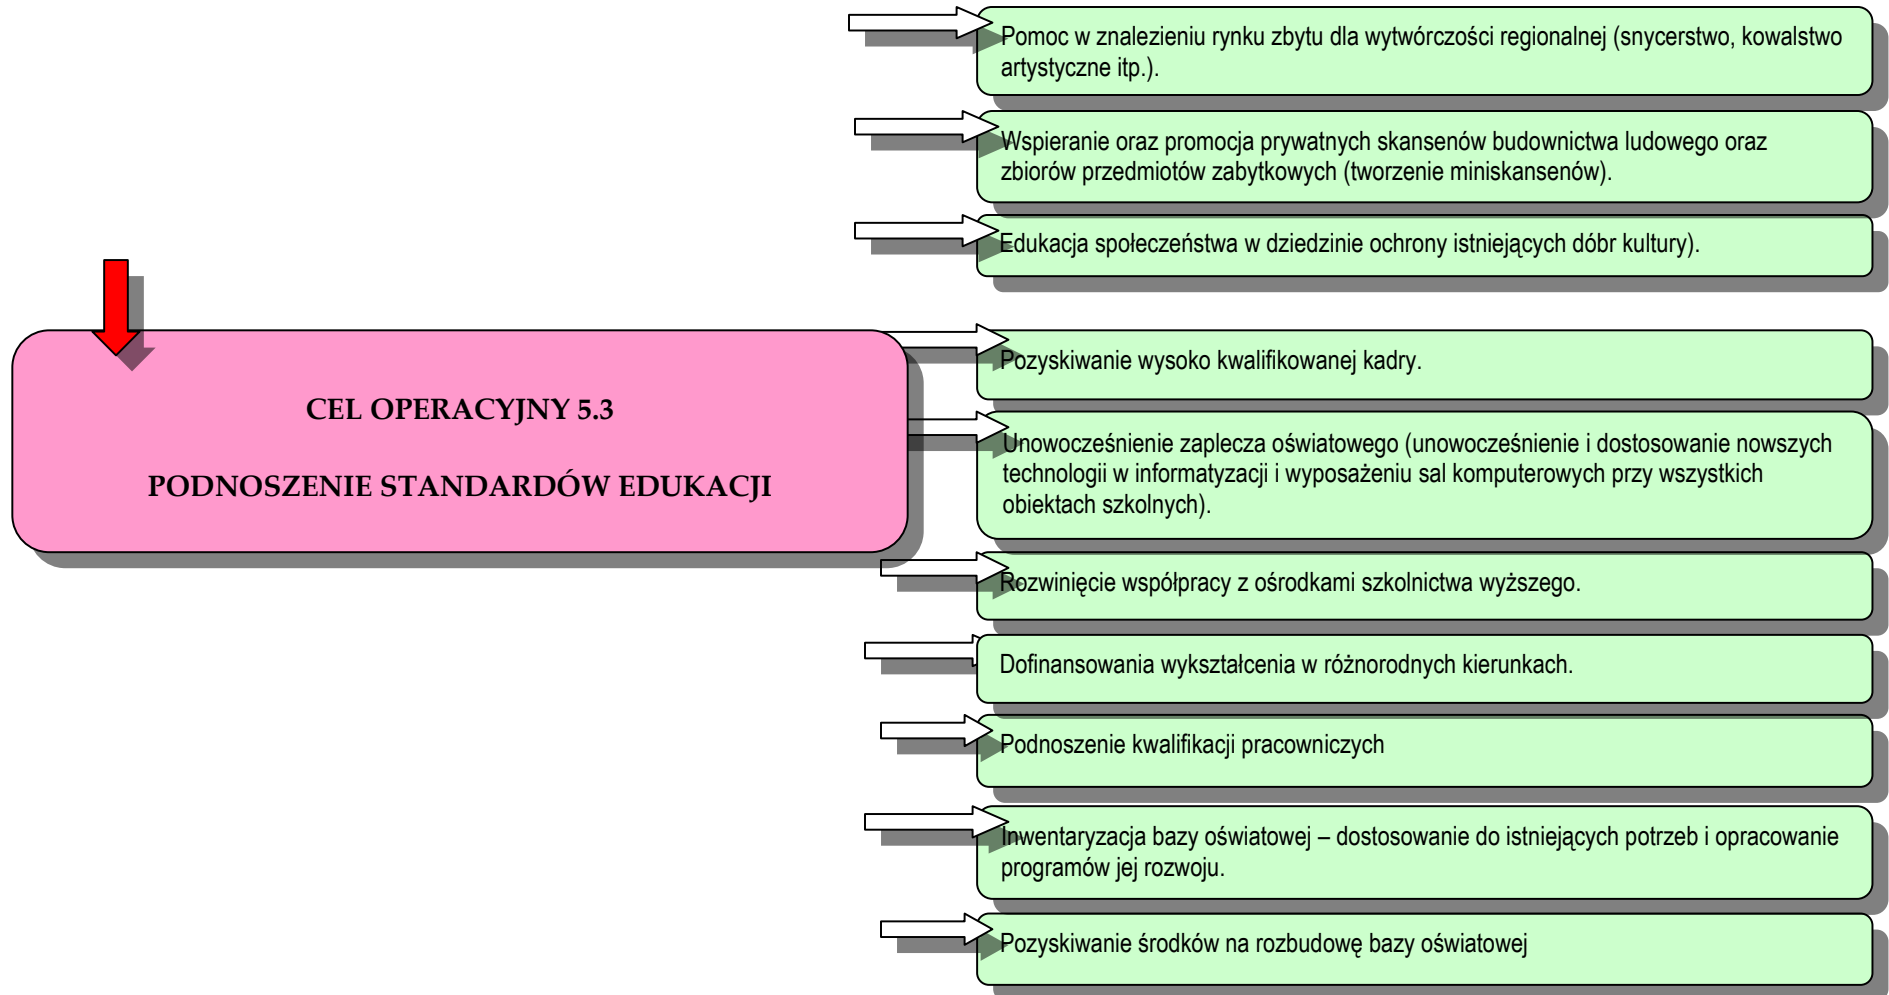 Pomoc w znalezieniu rynku zbytu dla wytwórczości regionalnej (snycerstwo, kowalstwo
artystyczne itp.).
Wspieranie oraz promocja prywatnych skansenów budownictwa ludowego oraz
zbiorów przedmiotów zabytkowych (tworzenie miniskansenów).
Edukacja społeczeństwa w dziedzinie ochrony istniejących dóbr kultury).
CEL OPERACYJNY 5.3
PODNOSZENIE STANDARDÓW EDUKACJI
Pozyskiwanie wysoko kwalifikowanej kadry.
Unowocześnienie zaplecza oświatowego (unowocześnienie i dostosowanie nowszych
technologii w informatyzacji i wyposażeniu sal komputerowych przy wszystkich
obiektach szkolnych).
Rozwinięcie współpracy z ośrodkami szkolnictwa wyższego.
Dofinansowania wykształcenia w różnorodnych kierunkach.
Podnoszenie kwalifikacji pracowniczych
Inwentaryzacja bazy oświatowej – dostosowanie do istniejących potrzeb i opracowanie
programów jej rozwoju.
Pozyskiwanie środków na rozbudowę bazy oświatowej